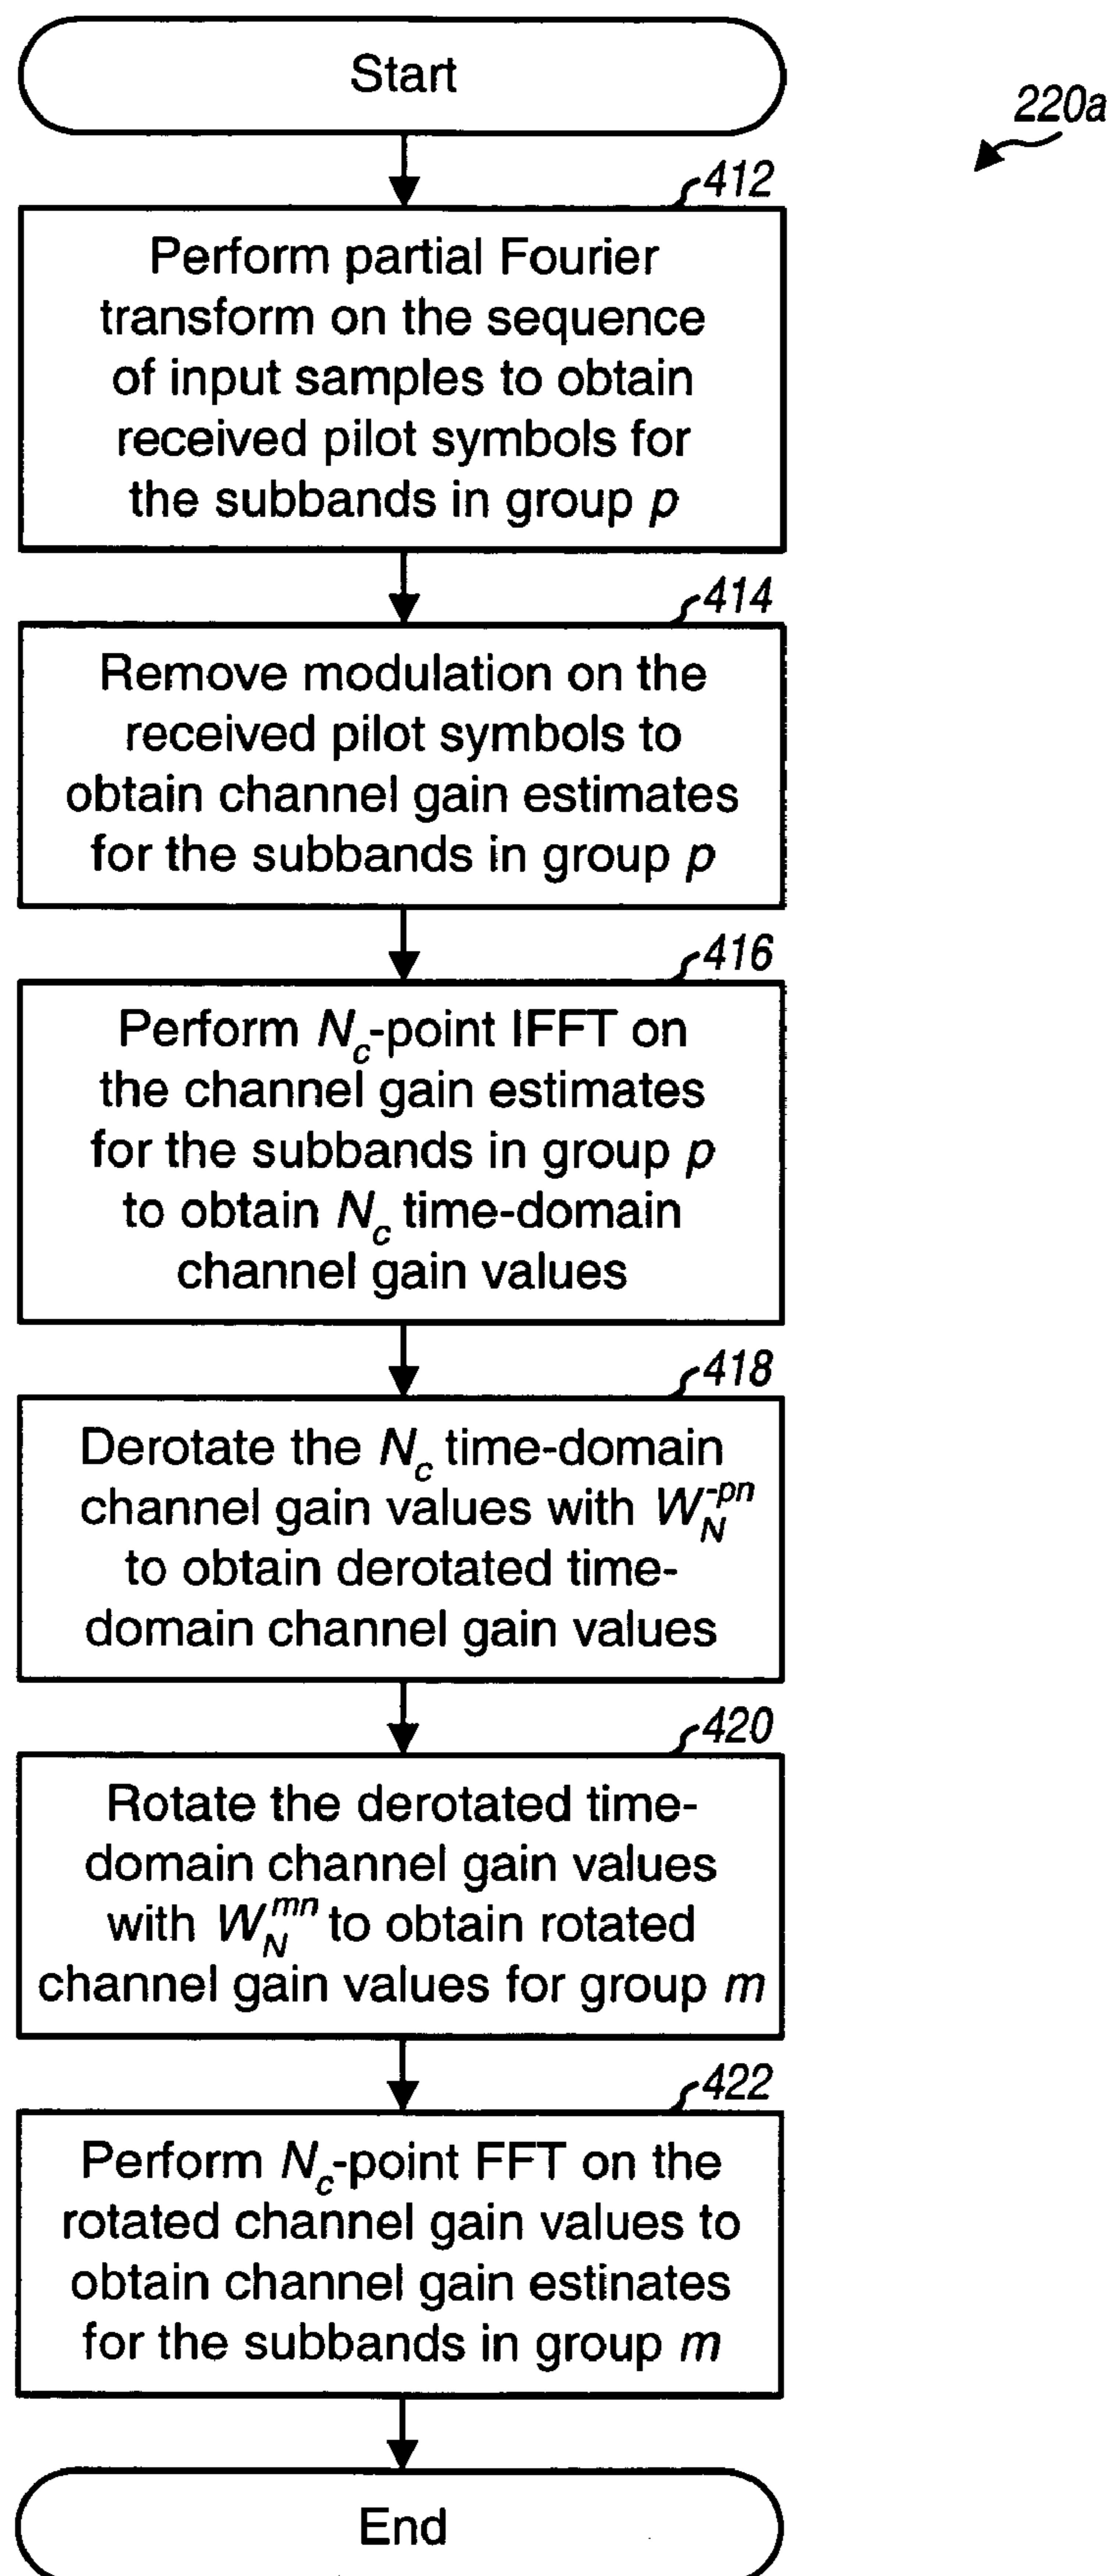 Start
220a
412
Perform partial Fourier
transform on the sequence
of input samples to obtain
received pilot symbols for
the subbands in group p
414
Remove modulation on the
received pilot symbols to
obtain channel gain estimates
for the subbands in group p
416
Perform N_c-point IFFT on
the channel gain estimates
for the subbands in group p
to obtain N_c time-domain
channel gain values
418
Derotate the N_c time-domain
channel gain values with W_N^{-pn}
to obtain derotated time-
domain channel gain values
420
Rotate the derotated time-
domain channel gain values
with W_N^{mn} to obtain rotated
channel gain values for group m
422
Perform N_c-point FFT on the
rotated channel gain values to
obtain channel gain estinates
for the subbands in group m
End